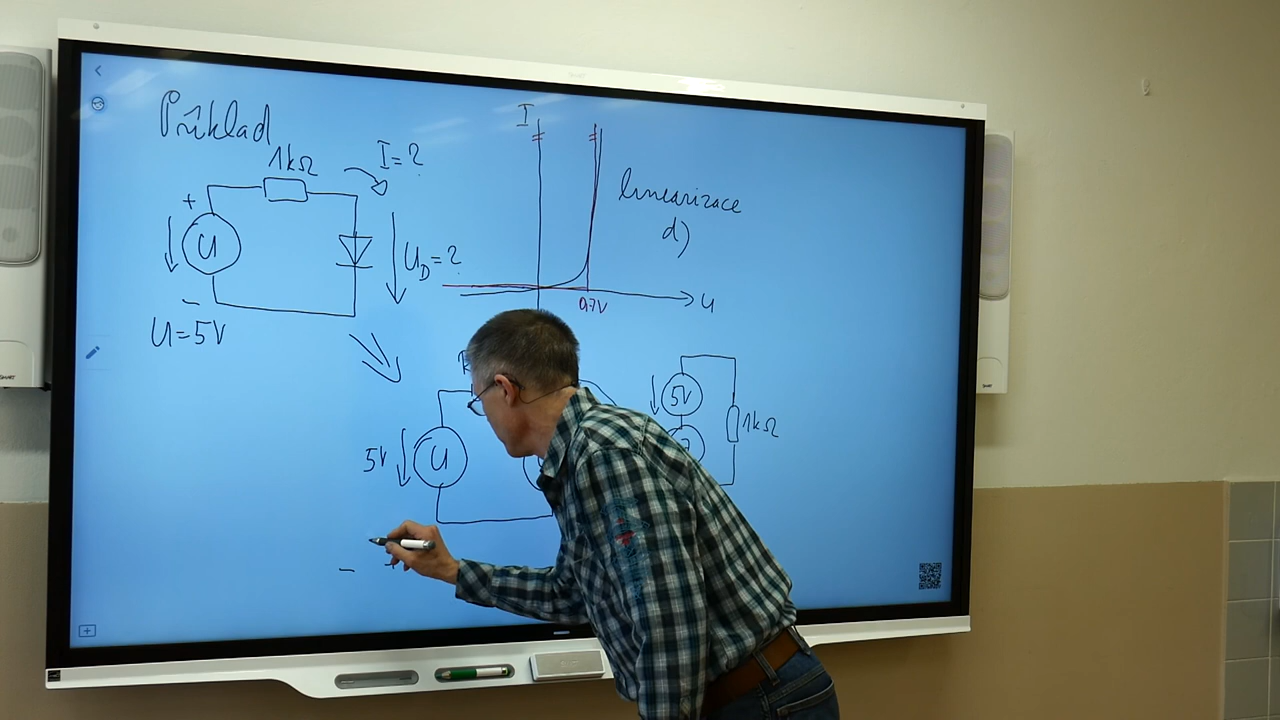 Příklad
1kΩ
I=?
+
U
U_D=?
−
U=5V
I
linearizace
d)
0,7V
U
5V
U
5V
1kΩ
−